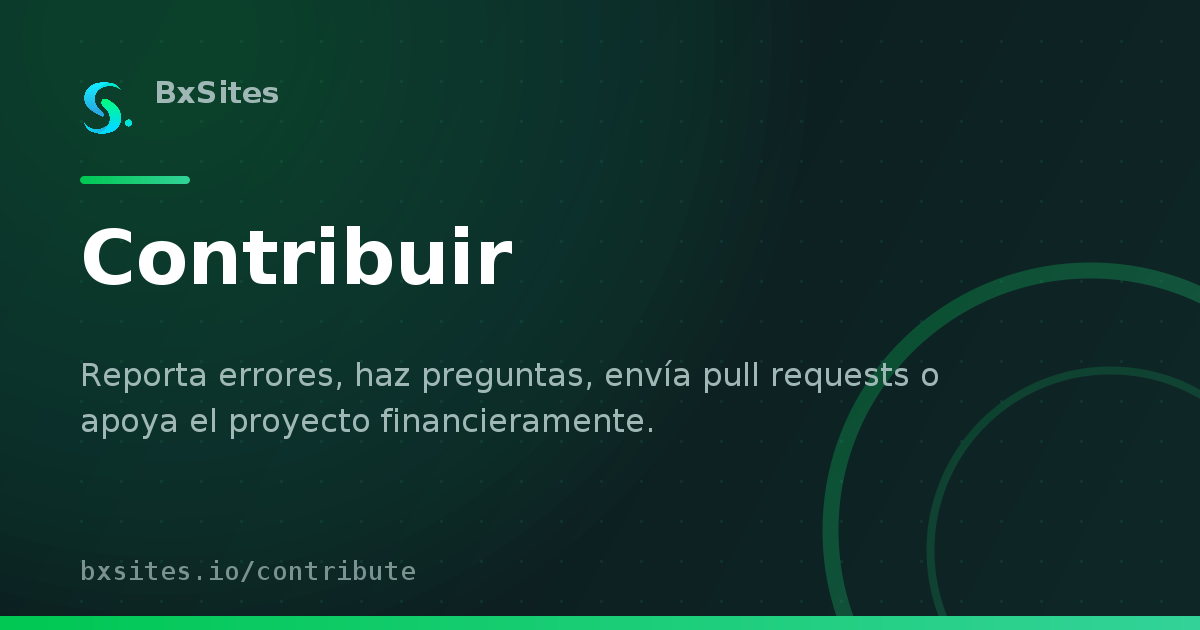 BxSites
Contribuir
Reporta errores, haz preguntas, envía pull requests o
apoya el proyecto financieramente.
bxsites.io/contribute